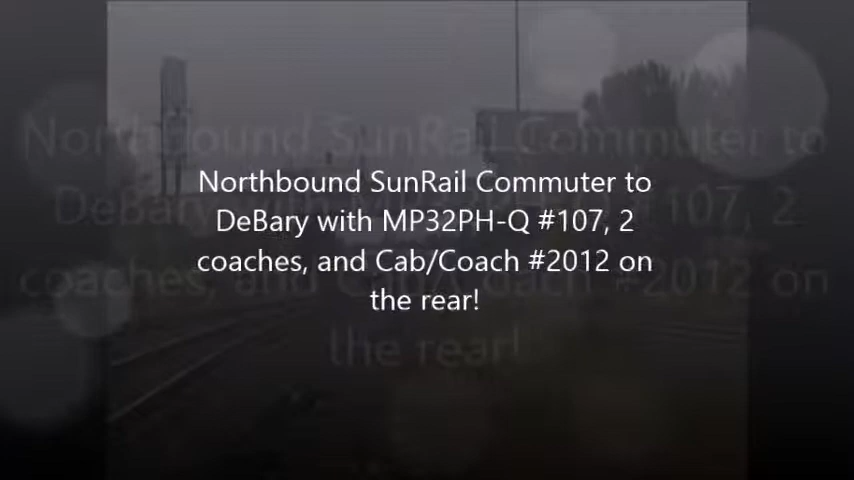 Northbound SunRail Commuter to
DeBary with MP32PH-Q #107, 2
coaches, and Cab/Coach #2012 on
the rear!